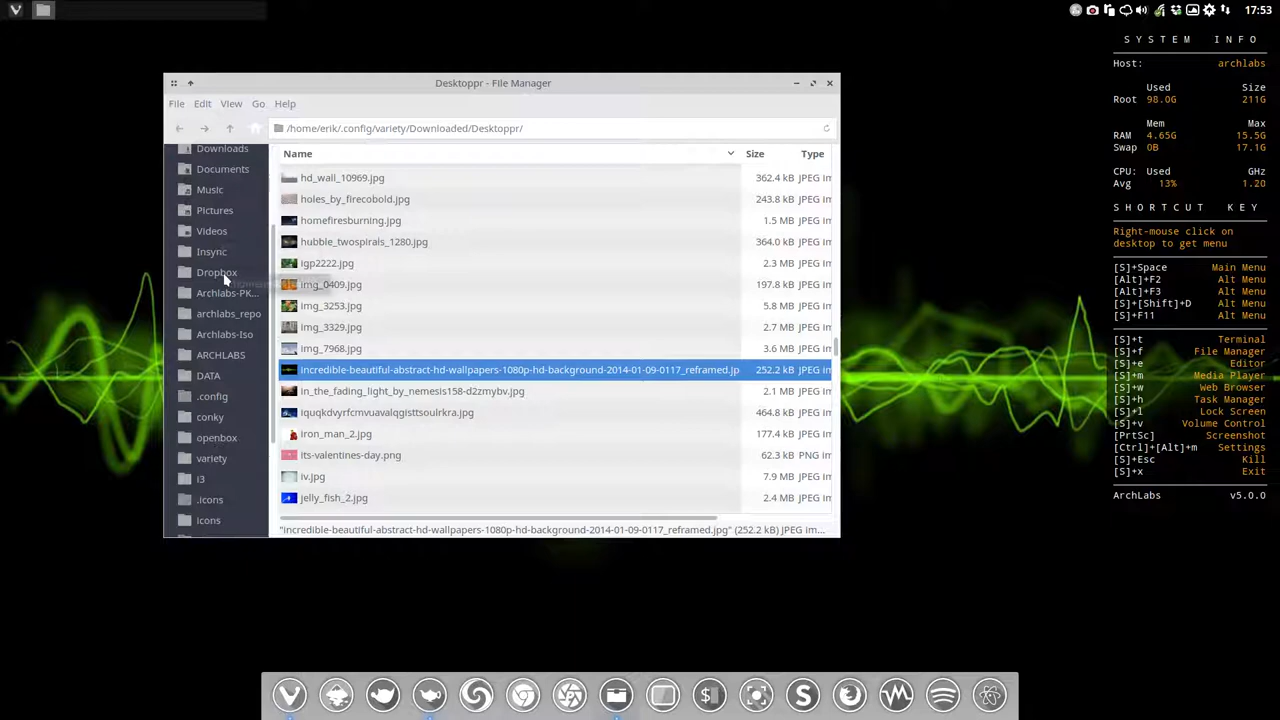 17:53
Desktoppr - File Manager
File Edit View Go Help
/home/erik/.config/variety/Downloaded/Desktoppr/
Downloads
Documents
Music
Pictures
Videos
Insync
Dropbox
Archlabs-PK...
archlabs_repo
Archlabs-Iso
ARCHLABS
DATA
.config
conky
openbox
variety
i3
.icons
icons
Name Size Type
hd_wall_10969.jpg 362.4 kB JPEG im
holes_by_firecobold.jpg 243.8 kB JPEG im
homefiresburning.jpg 1.5 MB JPEG im
hubble_twospirals_1280.jpg 364.0 kB JPEG im
igp2222.jpg 2.3 MB JPEG im
img_0409.jpg 197.8 kB JPEG im
img_3253.jpg 5.8 MB JPEG im
img_3329.jpg 2.7 MB JPEG im
img_7968.jpg 3.6 MB JPEG im
incredible-beautiful-abstract-hd-wallpapers-1080p-hd-background-2014-01-09-0117_reframed.jp 252.2 kB JPEG im
in_the_fading_light_by_nemesis158-d2zmybv.jpg 2.1 MB JPEG im
iquqkdvyrfcmvuavalqgisttsoulrkra.jpg 464.8 kB JPEG im
iron_man_2.jpg 177.4 kB JPEG im
its-valentines-day.png 62.3 kB PNG im
iv.jpg 7.9 MB JPEG im
jelly_fish_2.jpg 2.4 MB JPEG im
"incredible-beautiful-abstract-hd-wallpapers-1080p-hd-background-2014-01-09-0117_reframed.jpg" (252.2 kB) JPEG im...
SYSTEM INFO
Host: archlabs
Used Size
Root 98.0G 211G
Used Max
RAM 4.65G 15.5G
Swap 0B 17.1G
CPU: Used GHz
Avg 13% 1.20
SHORTCUT KEY
Right-mouse click on
desktop to get menu
[S]+Space Main Menu
[Alt]+F2 Alt Menu
[Alt]+F3 Alt Menu
[S]+[Shift]+D Alt Menu
[S]+F11 Alt Menu
[S]+t Terminal
[S]+f File Manager
[S]+e Editor
[S]+m Media Player
[S]+w Web Browser
[S]+h Task Manager
[S]+l Lock Screen
[S]+v Volume Control
[PrtSc] Screenshot
[Ctrl]+[Alt]+m Settings
[S]+Esc Kill
[S]+x Exit
ArchLabs v5.0.0